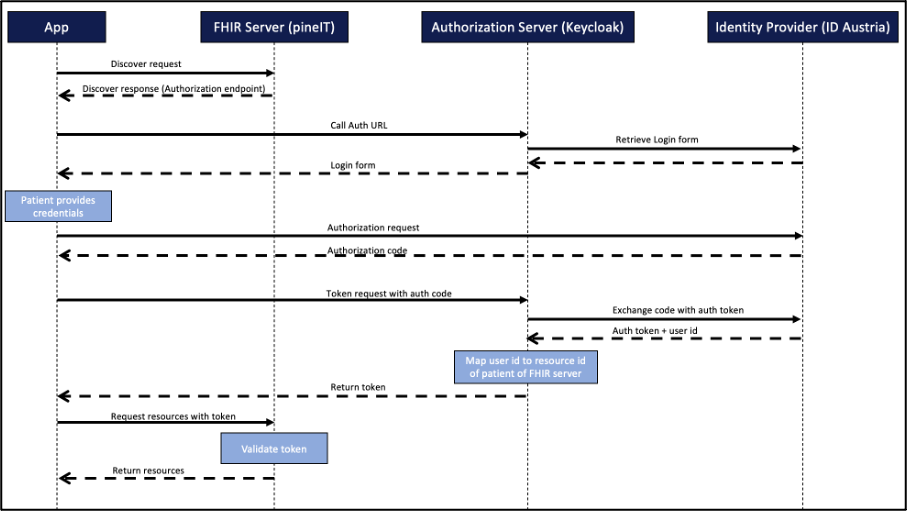 App
FHIR Server (pineIT)
Authorization Server (Keycloak)
Identity Provider (ID Austria)
Discover request
Discover response (Authorization endpoint)
Call Auth URL
Retrieve Login form
Login form
Patient provides
credentials
Authorization request
Authorization code
Token request with auth code
Exchange code with auth token
Auth token + user id
Map user id to resource id
of patient of FHIR server
Return token
Request resources with token
Validate token
Return resources